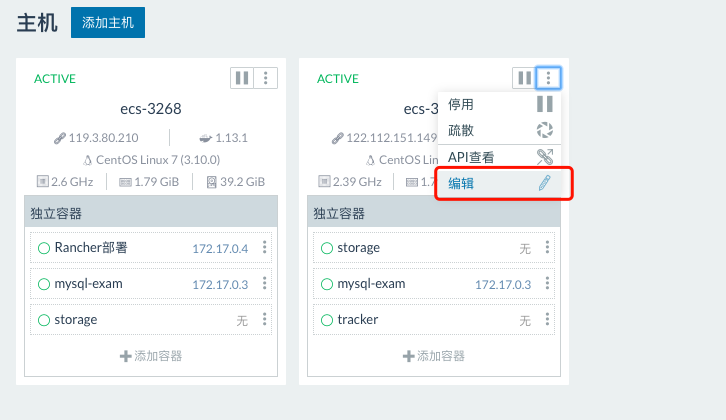 主机 添加主机
ACTIVE
ecs-3268
119.3.80.210 1.13.1
CentOS Linux 7 (3.10.0)
2.6 GHz 1.79 GiB 39.2 GiB
独立容器
Rancher部署 172.17.0.4
mysql-exam 172.17.0.3
storage 无
添加容器
ACTIVE
ecs-3
122.112.151.149
CentOS Linux
2.39 GHz 1.7
停用
疏散
API查看
编辑
独立容器
storage 无
mysql-exam 172.17.0.3
tracker 无
添加容器